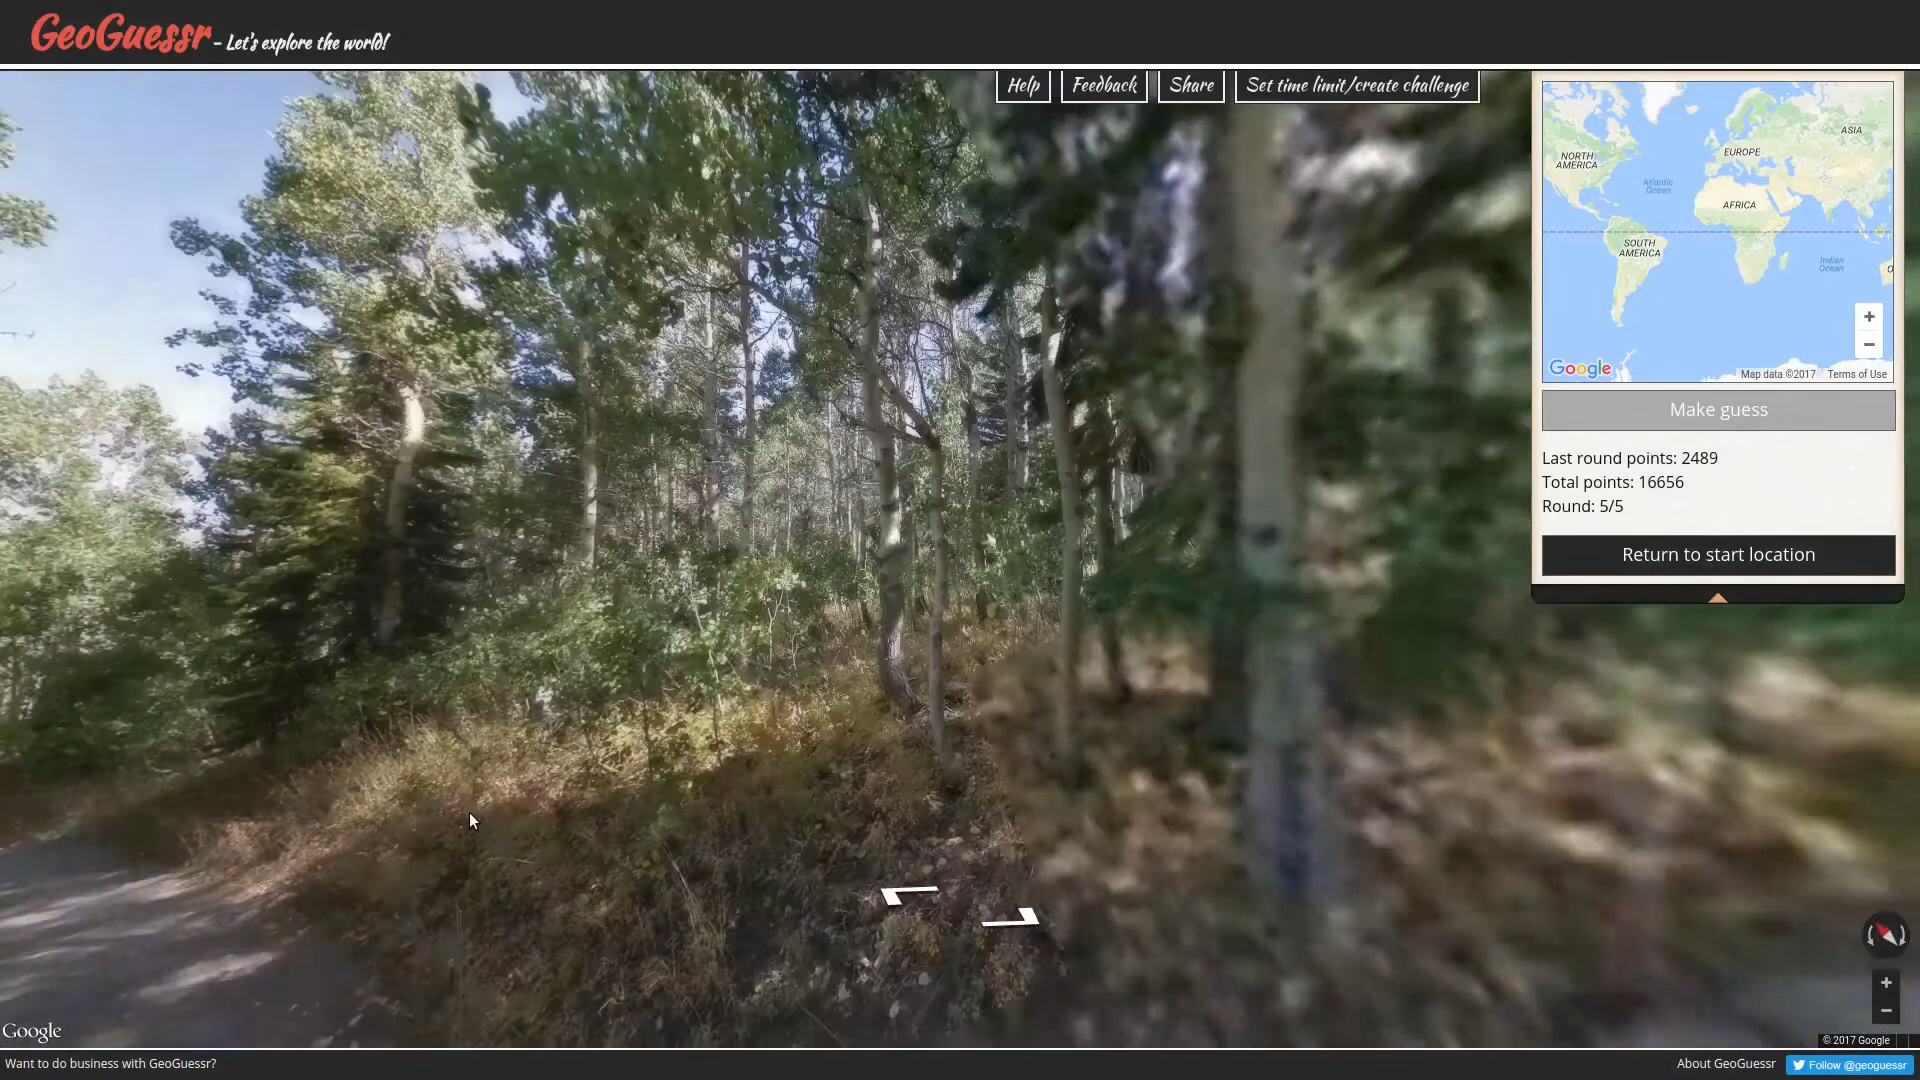 GeoGuessr - Let's explore the world!
Help
Feedback
Share
Set time limit/create challenge
NORTH
AMERICA
Atlantic
Ocean
EUROPE
ASIA
AFRICA
SOUTH
AMERICA
Indian
Ocean
O
+
−
Google
Map data ©2017
Terms of Use
Make guess
Last round points: 2489
Total points: 16656
Round: 5/5
Return to start location
+
−
Google
© 2017 Google
Want to do business with GeoGuessr?
About GeoGuessr
Follow @geoguessr